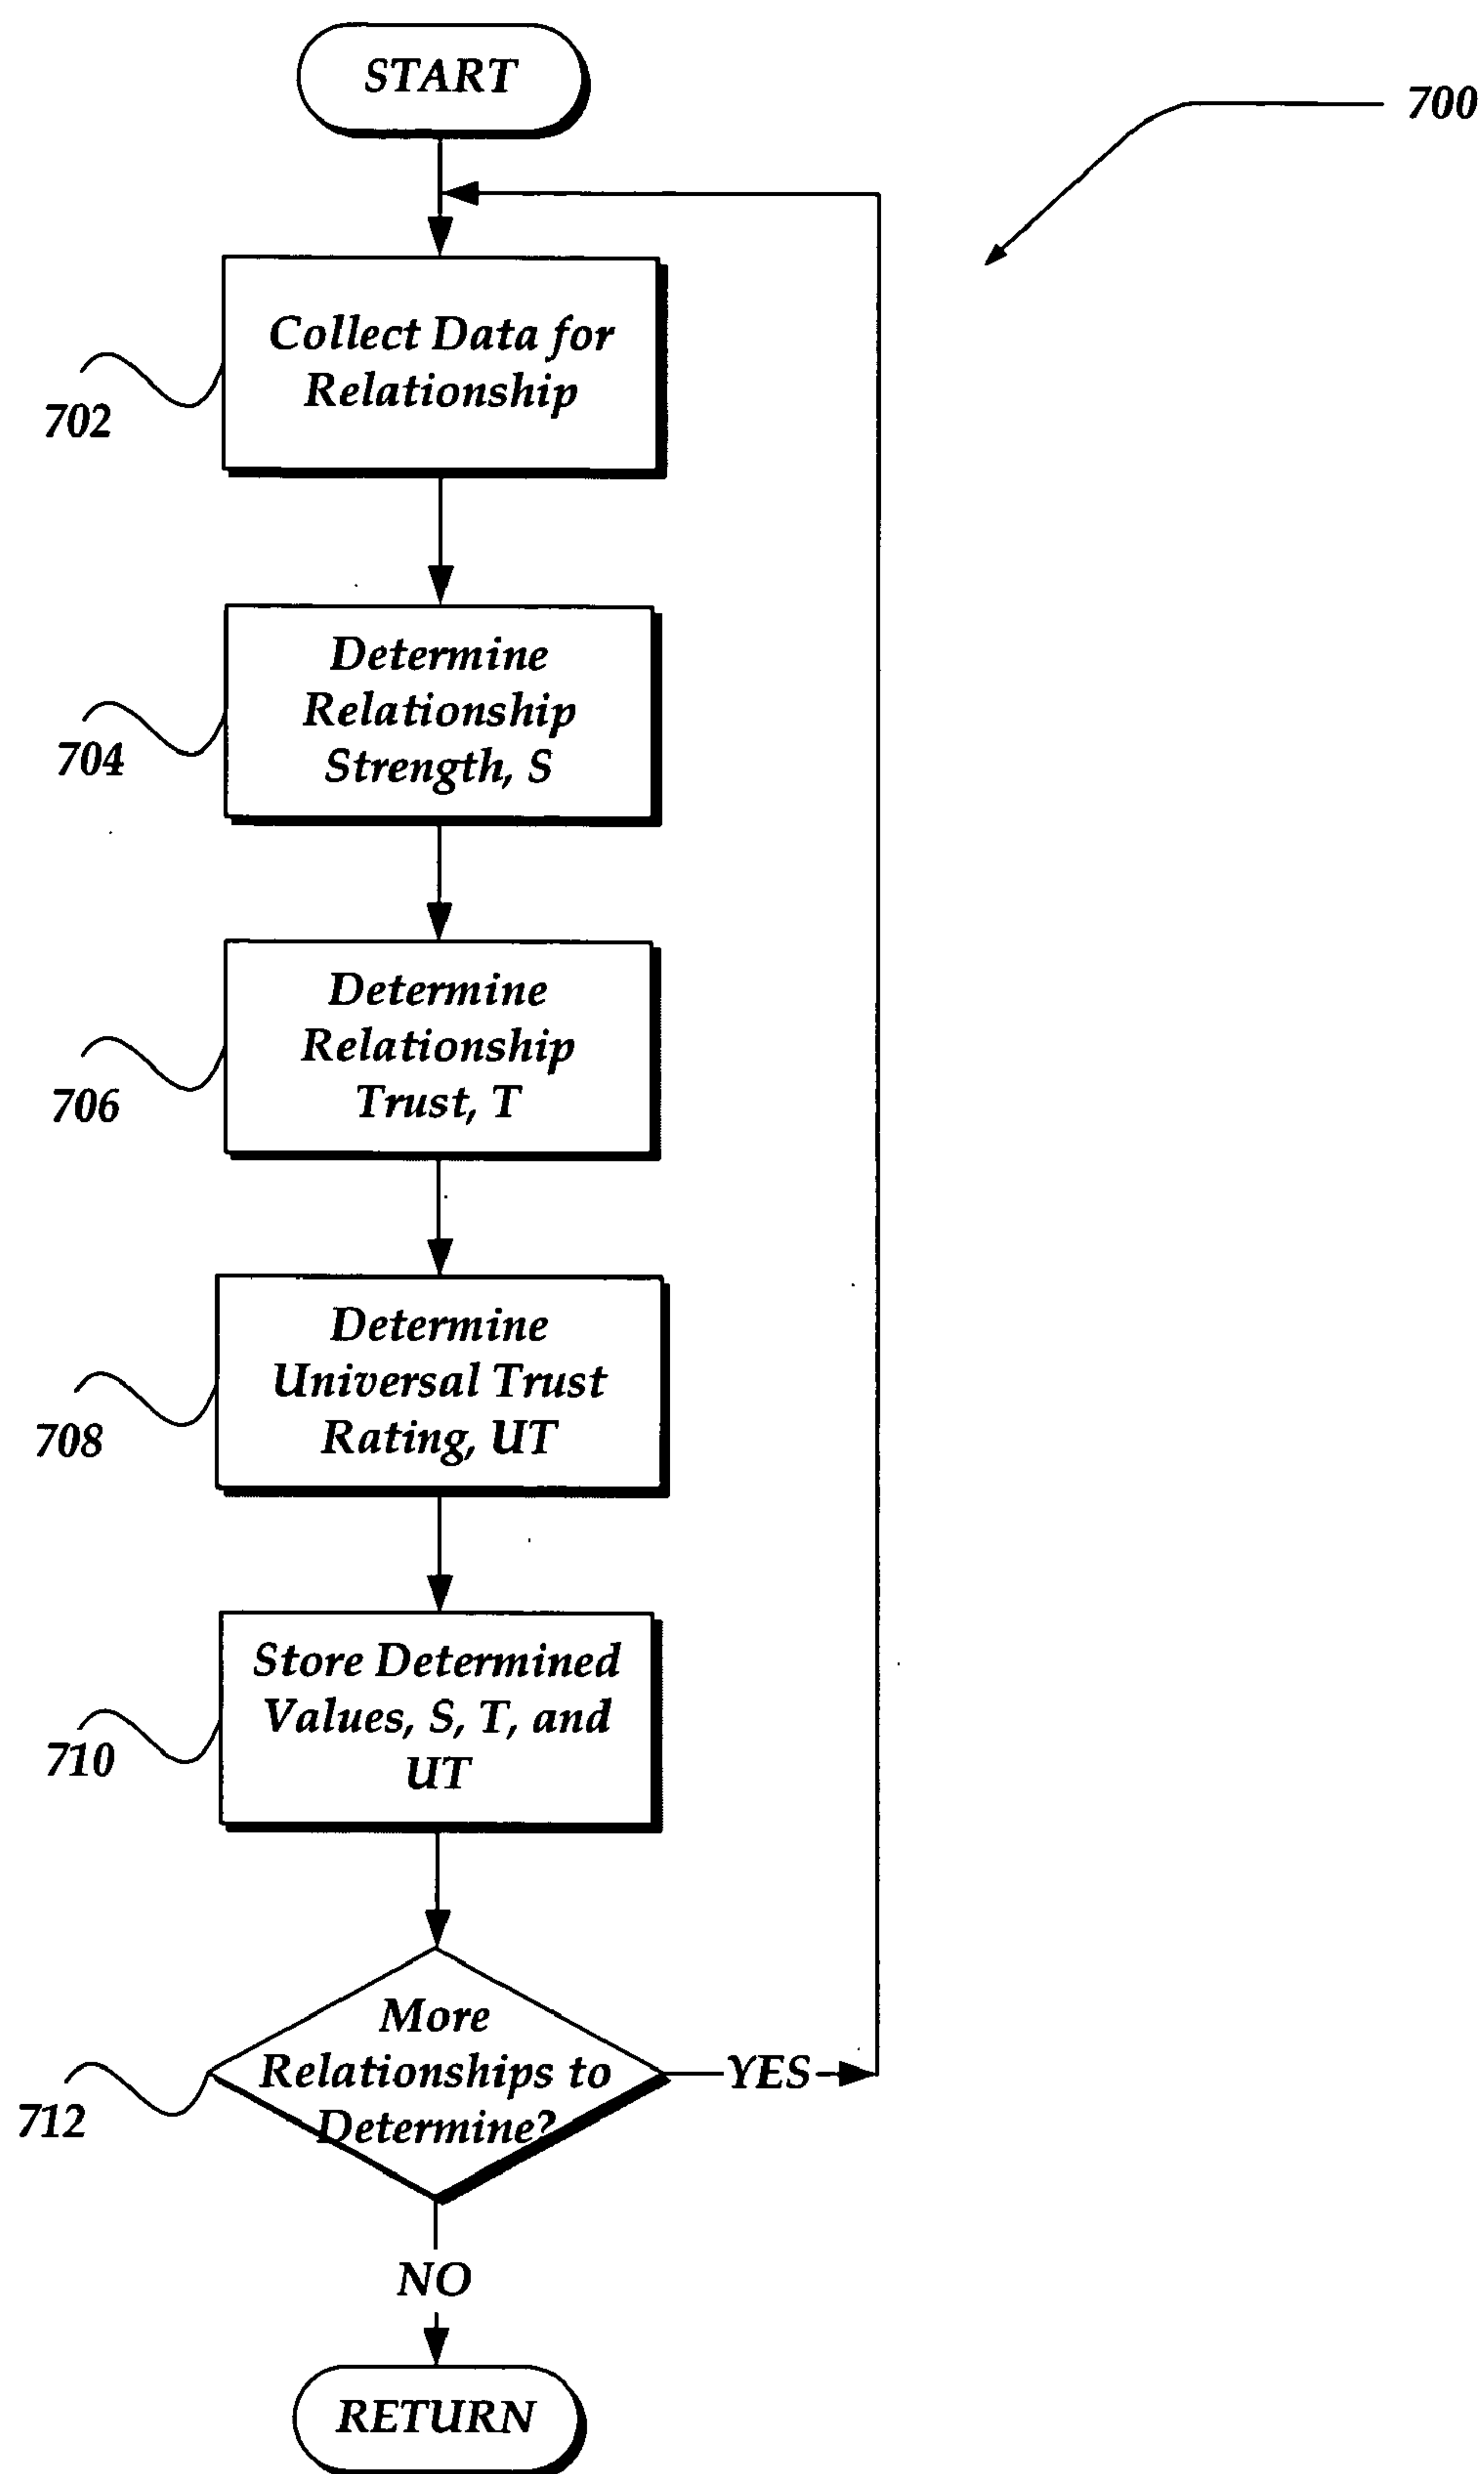 START
700
Collect Data for
Relationship
702
Determine
Relationship
Strength, S
704
Determine
Relationship
Trust, T
706
Determine
Universal Trust
Rating, UT
708
Store Determined
Values, S, T, and
UT
710
More
Relationships to
Determine?
YES
712
NO
RETURN